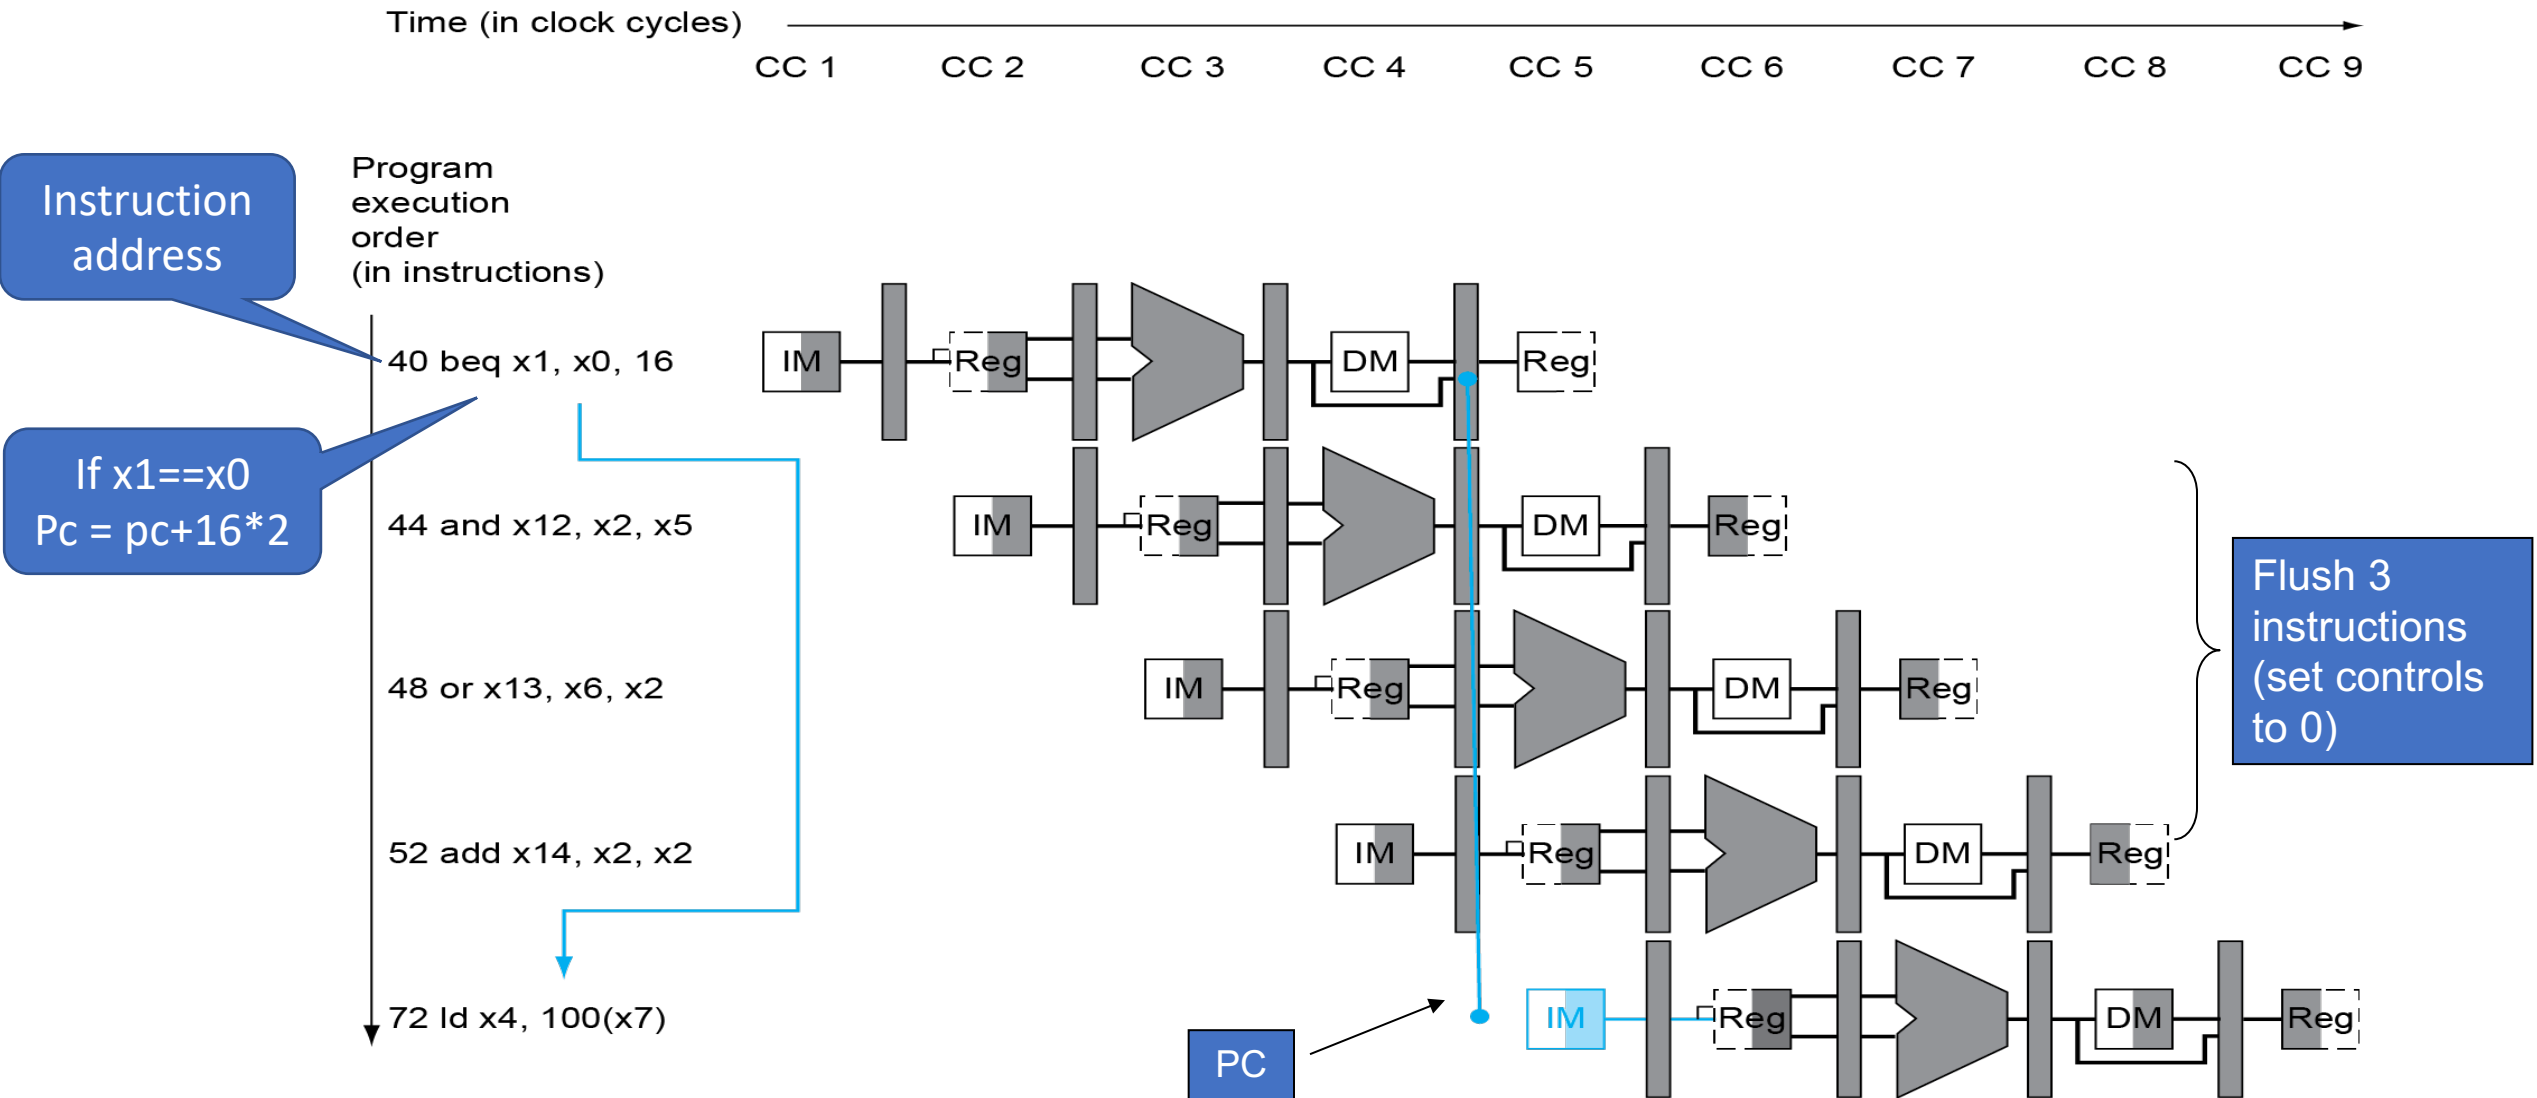 Time (in clock cycles)
CC 1 CC 2 CC 3 CC 4 CC 5 CC 6 CC 7 CC 8 CC 9
Program
execution
order
(in instructions)
Instruction
address
40 beq x1, x0, 16
IM Reg DM Reg
If x1==x0
Pc = pc+16*2
44 and x12, x2, x5
IM Reg DM Reg
48 or x13, x6, x2
IM Reg DM Reg
52 add x14, x2, x2
IM Reg DM Reg
72 ld x4, 100(x7)
IM Reg DM Reg
Flush 3
instructions
(set controls
to 0)
PC